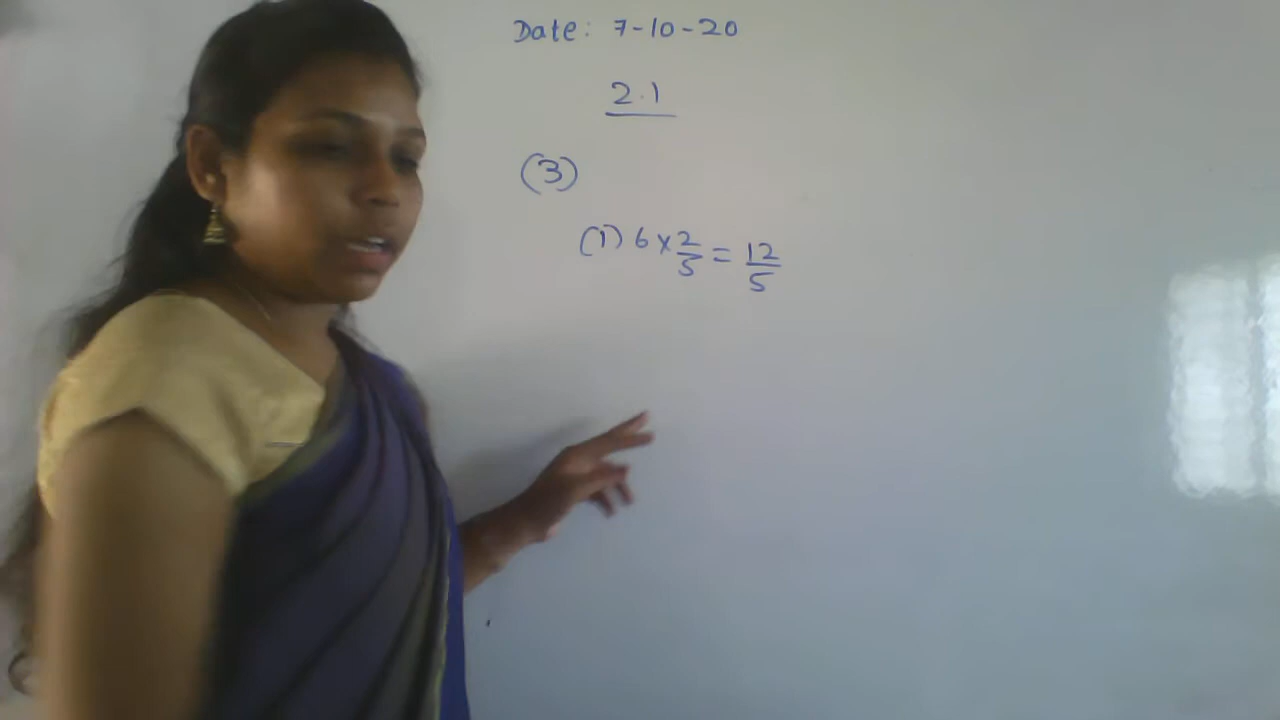 Date: 7-10-20
2.1
(3)
(1) 6 × 2/5 = 12/5